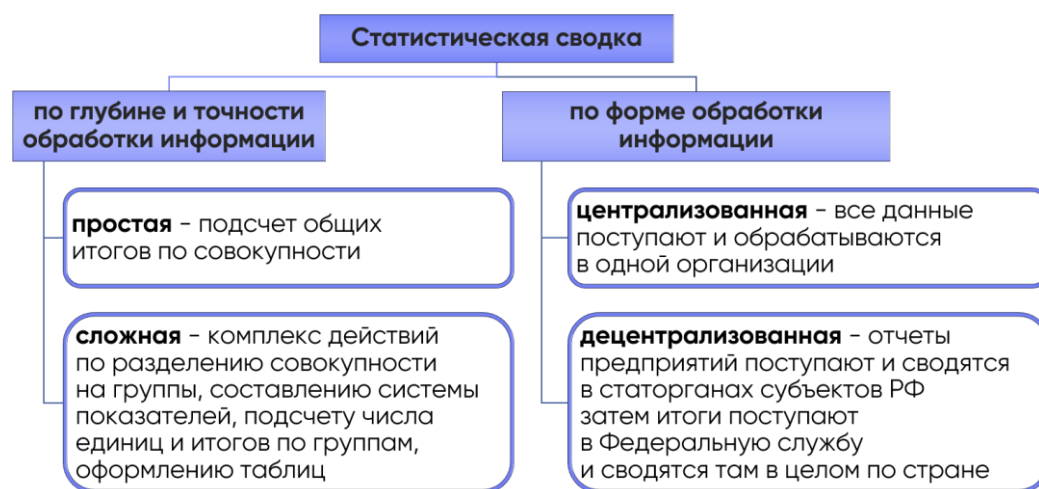 Статистическая сводка
по глубине и точности
обработки информации
по форме обработки
информации
простая - подсчет общих
итогов по совокупности
централизованная - все данные
поступают и обрабатываются
в одной организации
сложная - комплекс действий
по разделению совокупности
на группы, составлению системы
показателей, подсчету числа
единиц и итогов по группам,
оформлению таблиц
децентрализованная - отчеты
предприятий поступают и сводятся
в статорганах субъектов РФ
затем итоги поступают
в Федеральную службу
и сводятся там в целом по стране